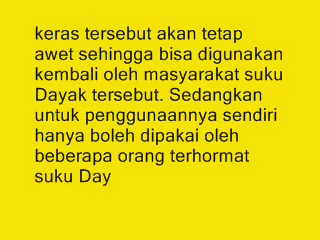 keras tersebut akan tetap
awet sehingga bisa digunakan
kembali oleh masyarakat suku
Dayak tersebut. Sedangkan
untuk penggunaannya sendiri
hanya boleh dipakai oleh
beberapa orang terhormat
suku Day